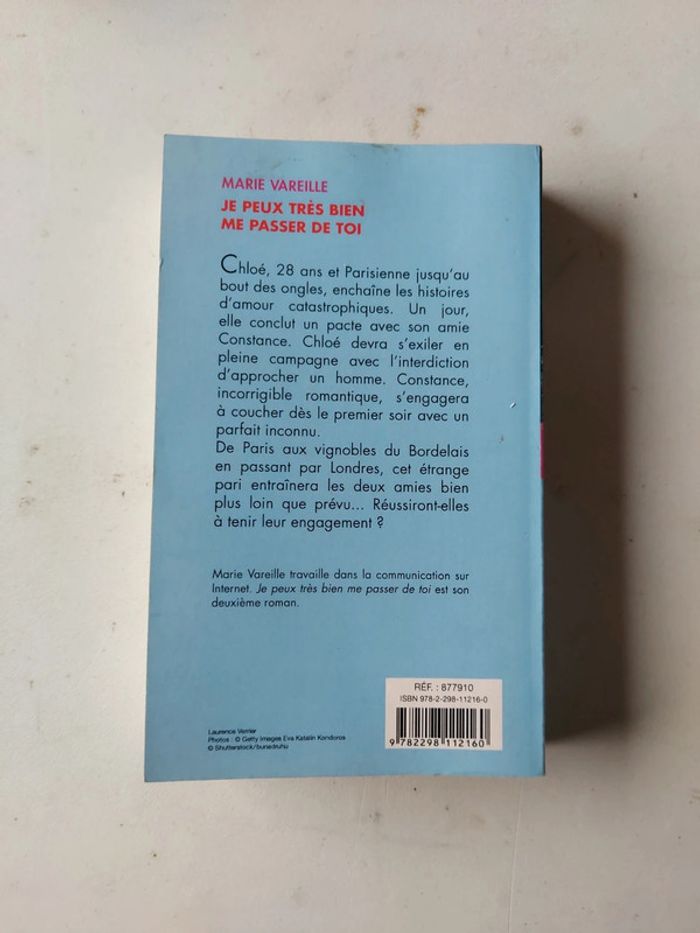 MARIE VAREILLE
JE PEUX TRÈS BIEN
ME PASSER DE TOI
Chloé, 28 ans et Parisienne jusqu'au
bout des ongles, enchaîne les histoires
d'amour catastrophiques. Un jour,
elle conclut un pacte avec son amie
Constance. Chloé devra s'exiler en
pleine campagne avec l'interdiction
d'approcher un homme. Constance,
incorrigible romantique, s'engagera
à coucher dès le premier soir avec un
parfait inconnu.
De Paris aux vignobles du Bordelais
en passant par Londres, cet étrange
pari entraînera les deux amies bien
plus loin que prévu... Réussiront-elles
à tenir leur engagement ?
Marie Vareille travaille dans la communication sur
Internet. Je peux très bien me passer de toi est son
deuxième roman.
RÉF. : 877910
ISBN 978-2-298-11216-0
9 782298 112160
Laurence Verrier
Photos : © Getty Images Eva Katalin Kondoros
© Shutterstock/bunedruhu